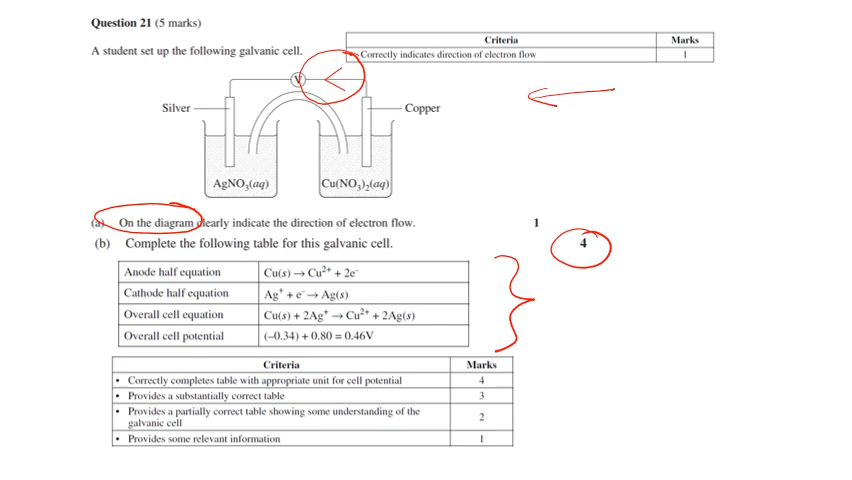 Question 21 (5 marks)
A student set up the following galvanic cell.
Criteria Marks
Correctly indicates direction of electron flow 1
V
Silver Copper
AgNO₃(aq) Cu(NO₃)₂(aq)
(a) On the diagram clearly indicate the direction of electron flow. 1
(b) Complete the following table for this galvanic cell. 4
Anode half equation Cu(s) → Cu²⁺ + 2e⁻
Cathode half equation Ag⁺ + e⁻ → Ag(s)
Overall cell equation Cu(s) + 2Ag⁺ → Cu²⁺ + 2Ag(s)
Overall cell potential (–0.34) + 0.80 = 0.46V
Criteria Marks
• Correctly completes table with appropriate unit for cell potential 4
• Provides a substantially correct table 3
• Provides a partially correct table showing some understanding of the
galvanic cell 2
• Provides some relevant information 1